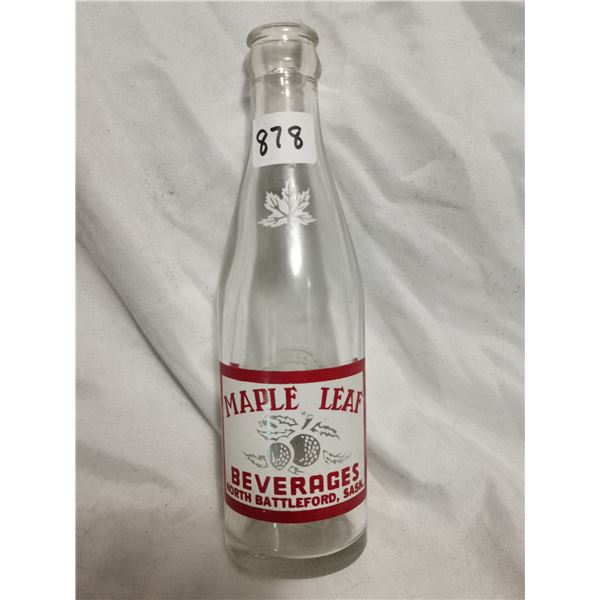 878
MAPLE LEAF
BEVERAGES
NORTH BATTLEFORD, SASK.